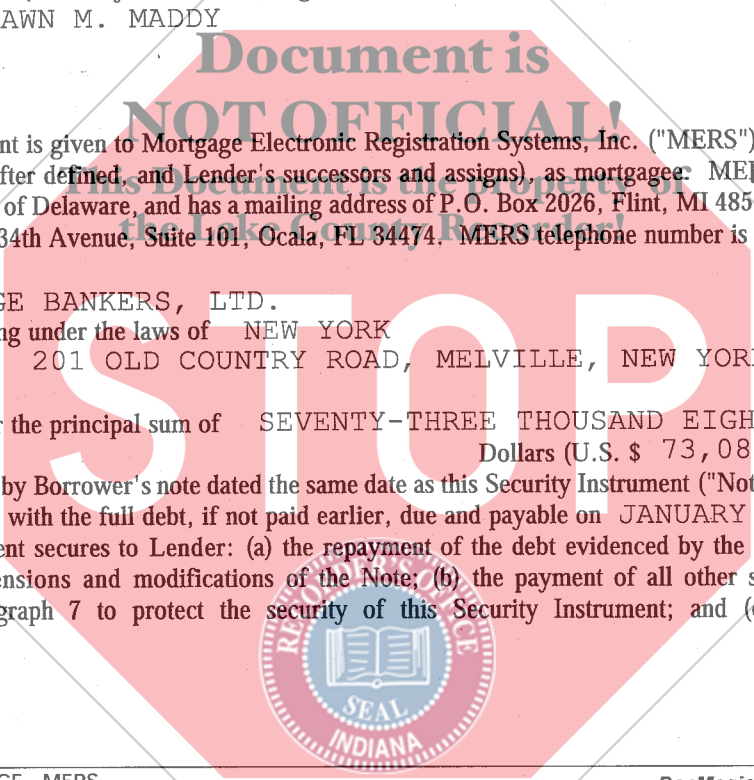 AWN M. MADDY
Document is
NOT OFFICIAL!
nt is given to Mortgage Electronic Registration Systems, Inc. ("MERS")
fter defined, and Lender's successors and assigns), as mortgagee. ME
This Document is the property of
of Delaware, and has a mailing address of P.O. Box 2026, Flint, MI 485
the Lake County Recorder!
34th Avenue, Suite 101, Ocala, FL 34474. MERS telephone number is
GE BANKERS, LTD.
ng under the laws of NEW YORK
201 OLD COUNTRY ROAD, MELVILLE, NEW YOR
STOP
r the principal sum of SEVENTY-THREE THOUSAND EIGH
Dollars (U.S. $ 73,08
by Borrower's note dated the same date as this Security Instrument ("Not
with the full debt, if not paid earlier, due and payable on JANUARY
ent secures to Lender: (a) the repayment of the debt evidenced by the
ensions and modifications of the Note; (b) the payment of all other s
graph 7 to protect the security of this Security Instrument; and (
RECORDER'S OFFICE
SEAL
INDIANA